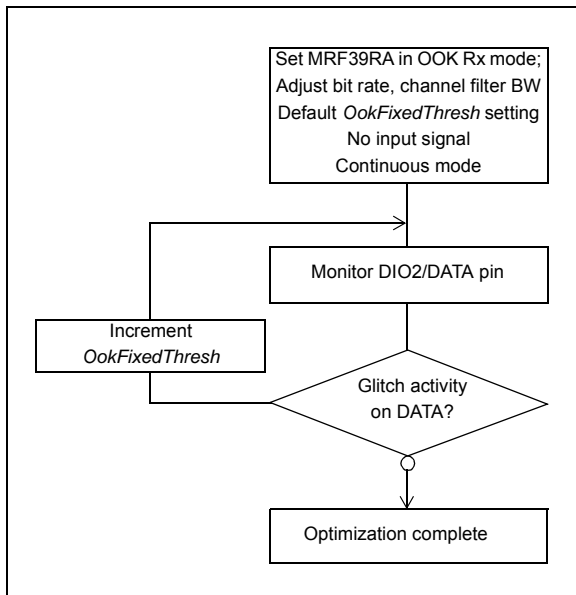 Set MRF39RA in OOK Rx mode;
Adjust bit rate, channel filter BW
Default OokFixedThresh setting
No input signal
Continuous mode
Monitor DIO2/DATA pin
Increment
OokFixedThresh
Glitch activity
on DATA?
Optimization complete